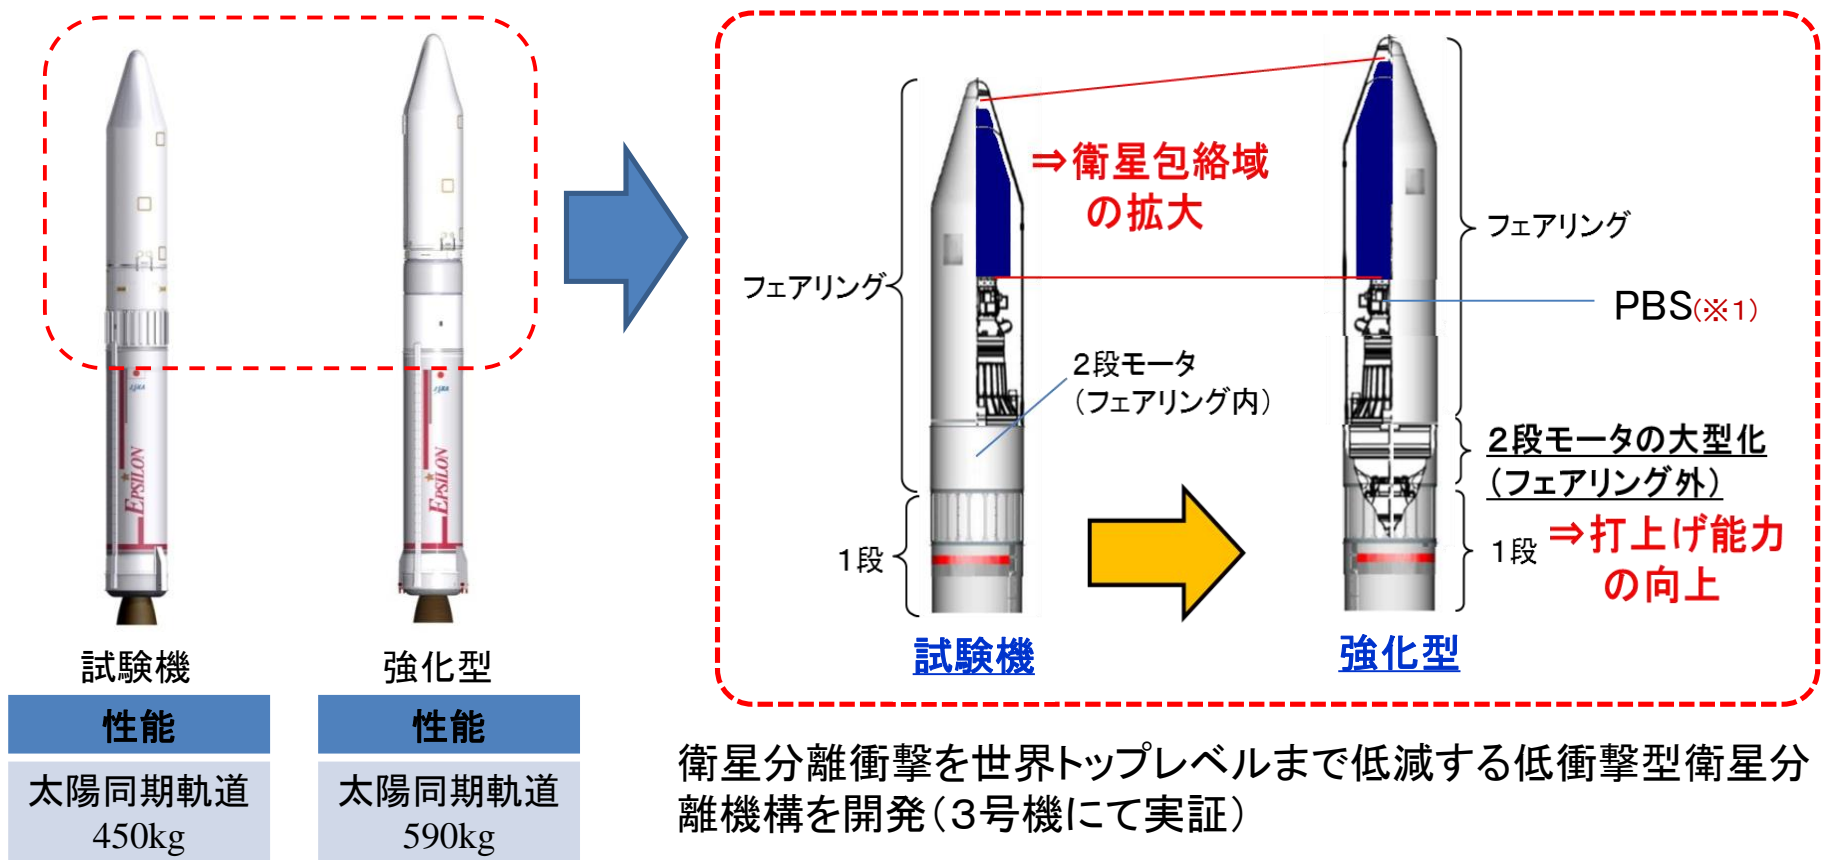 EPSILON
EPSILON
試験機
強化型
性能
太陽同期軌道
450kg
性能
太陽同期軌道
590kg
フェアリング
⇒衛星包絡域
の拡大
フェアリング
PBS(※1)
2段モータ
(フェアリング内)
2段モータの大型化
(フェアリング外)
⇒打上げ能力
の向上
1段
1段
試験機
強化型
衛星分離衝撃を世界トップレベルまで低減する低衝撃型衛星分
離機構を開発(3号機にて実証)